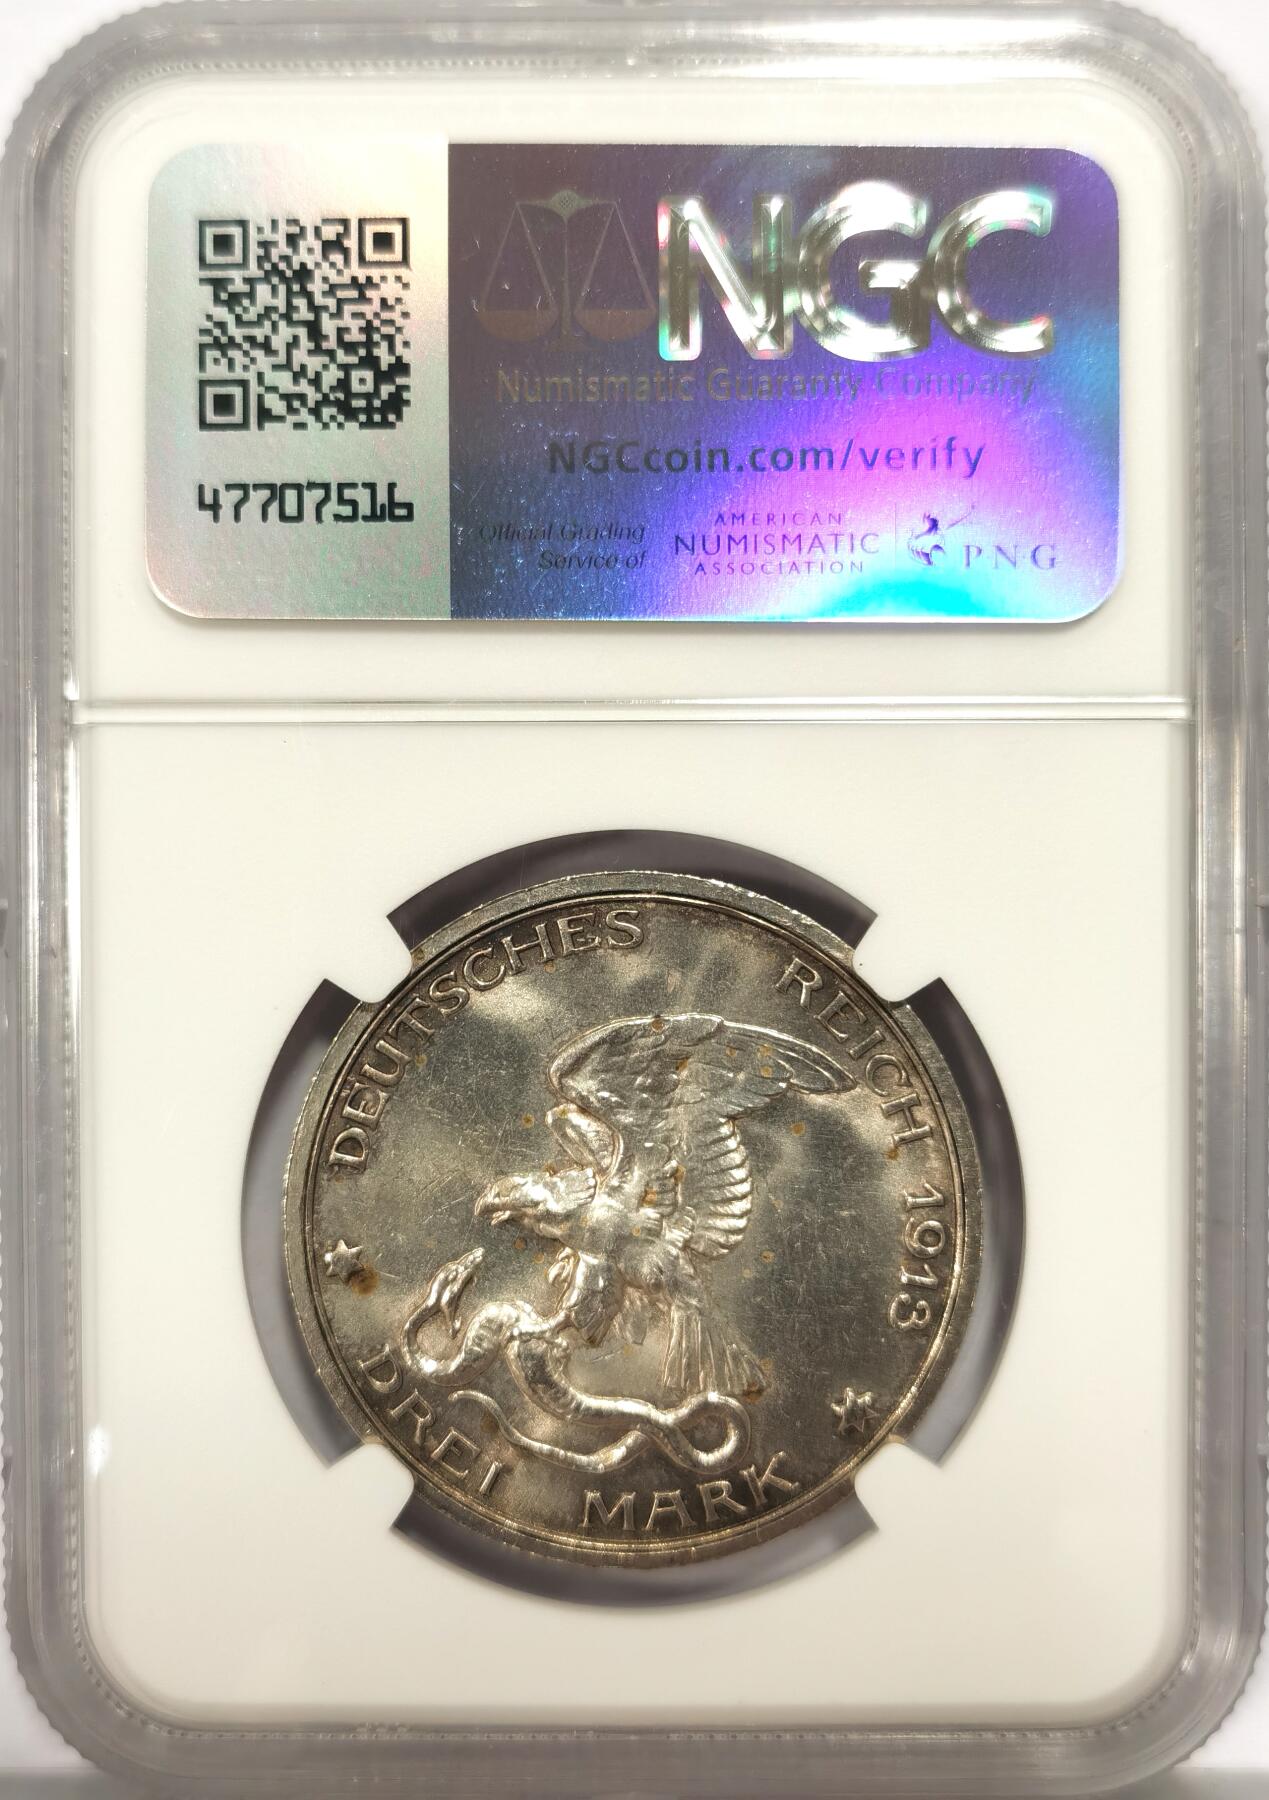 NGC
Numismatic Guaranty Company
NGCcoin.com/verify
47707516
Official Grading
Service of
AMERICAN
NUMISMATIC
ASSOCIATION
PNG
DEUTSCHES REICH 1913
DREI MARK